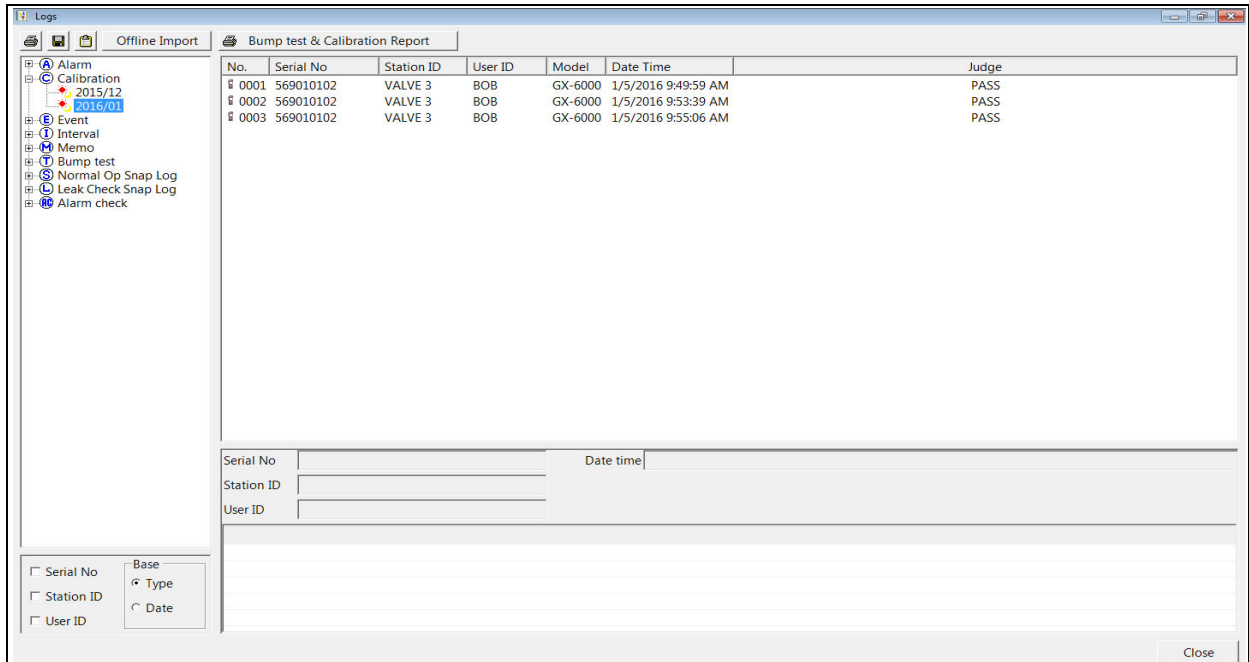 Logs
Offline Import
Bump test & Calibration Report
A Alarm
C Calibration
2015/12
2016/01
E Event
I Interval
M Memo
T Bump test
S Normal Op Snap Log
L Leak Check Snap Log
AC Alarm check
No. Serial No Station ID User ID Model Date Time Judge
0001 569010102 VALVE 3 BOB GX-6000 1/5/2016 9:49:59 AM PASS
0002 569010102 VALVE 3 BOB GX-6000 1/5/2016 9:53:39 AM PASS
0003 569010102 VALVE 3 BOB GX-6000 1/5/2016 9:55:06 AM PASS
Serial No Date time
Station ID
User ID
Serial No
Station ID
User ID
Base
Type
Date
Close